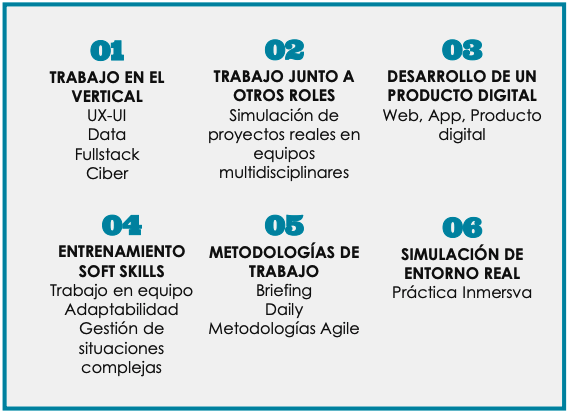 01
TRABAJO EN EL
VERTICAL
UX-UI
Data
Fullstack
Ciber
02
TRABAJO JUNTO A
OTROS ROLES
Simulación de
proyectos reales en
equipos
multidisciplinares
03
DESARROLLO DE UN
PRODUCTO DIGITAL
Web, App, Producto
digital
04
ENTRENAMIENTO
SOFT SKILLS
Trabajo en equipo
Adaptabilidad
Gestión de
situaciones
complejas
05
METODOLOGÍAS DE
TRABAJO
Briefing
Daily
Metodologías Agile
06
SIMULACIÓN DE
ENTORNO REAL
Práctica Inmersva